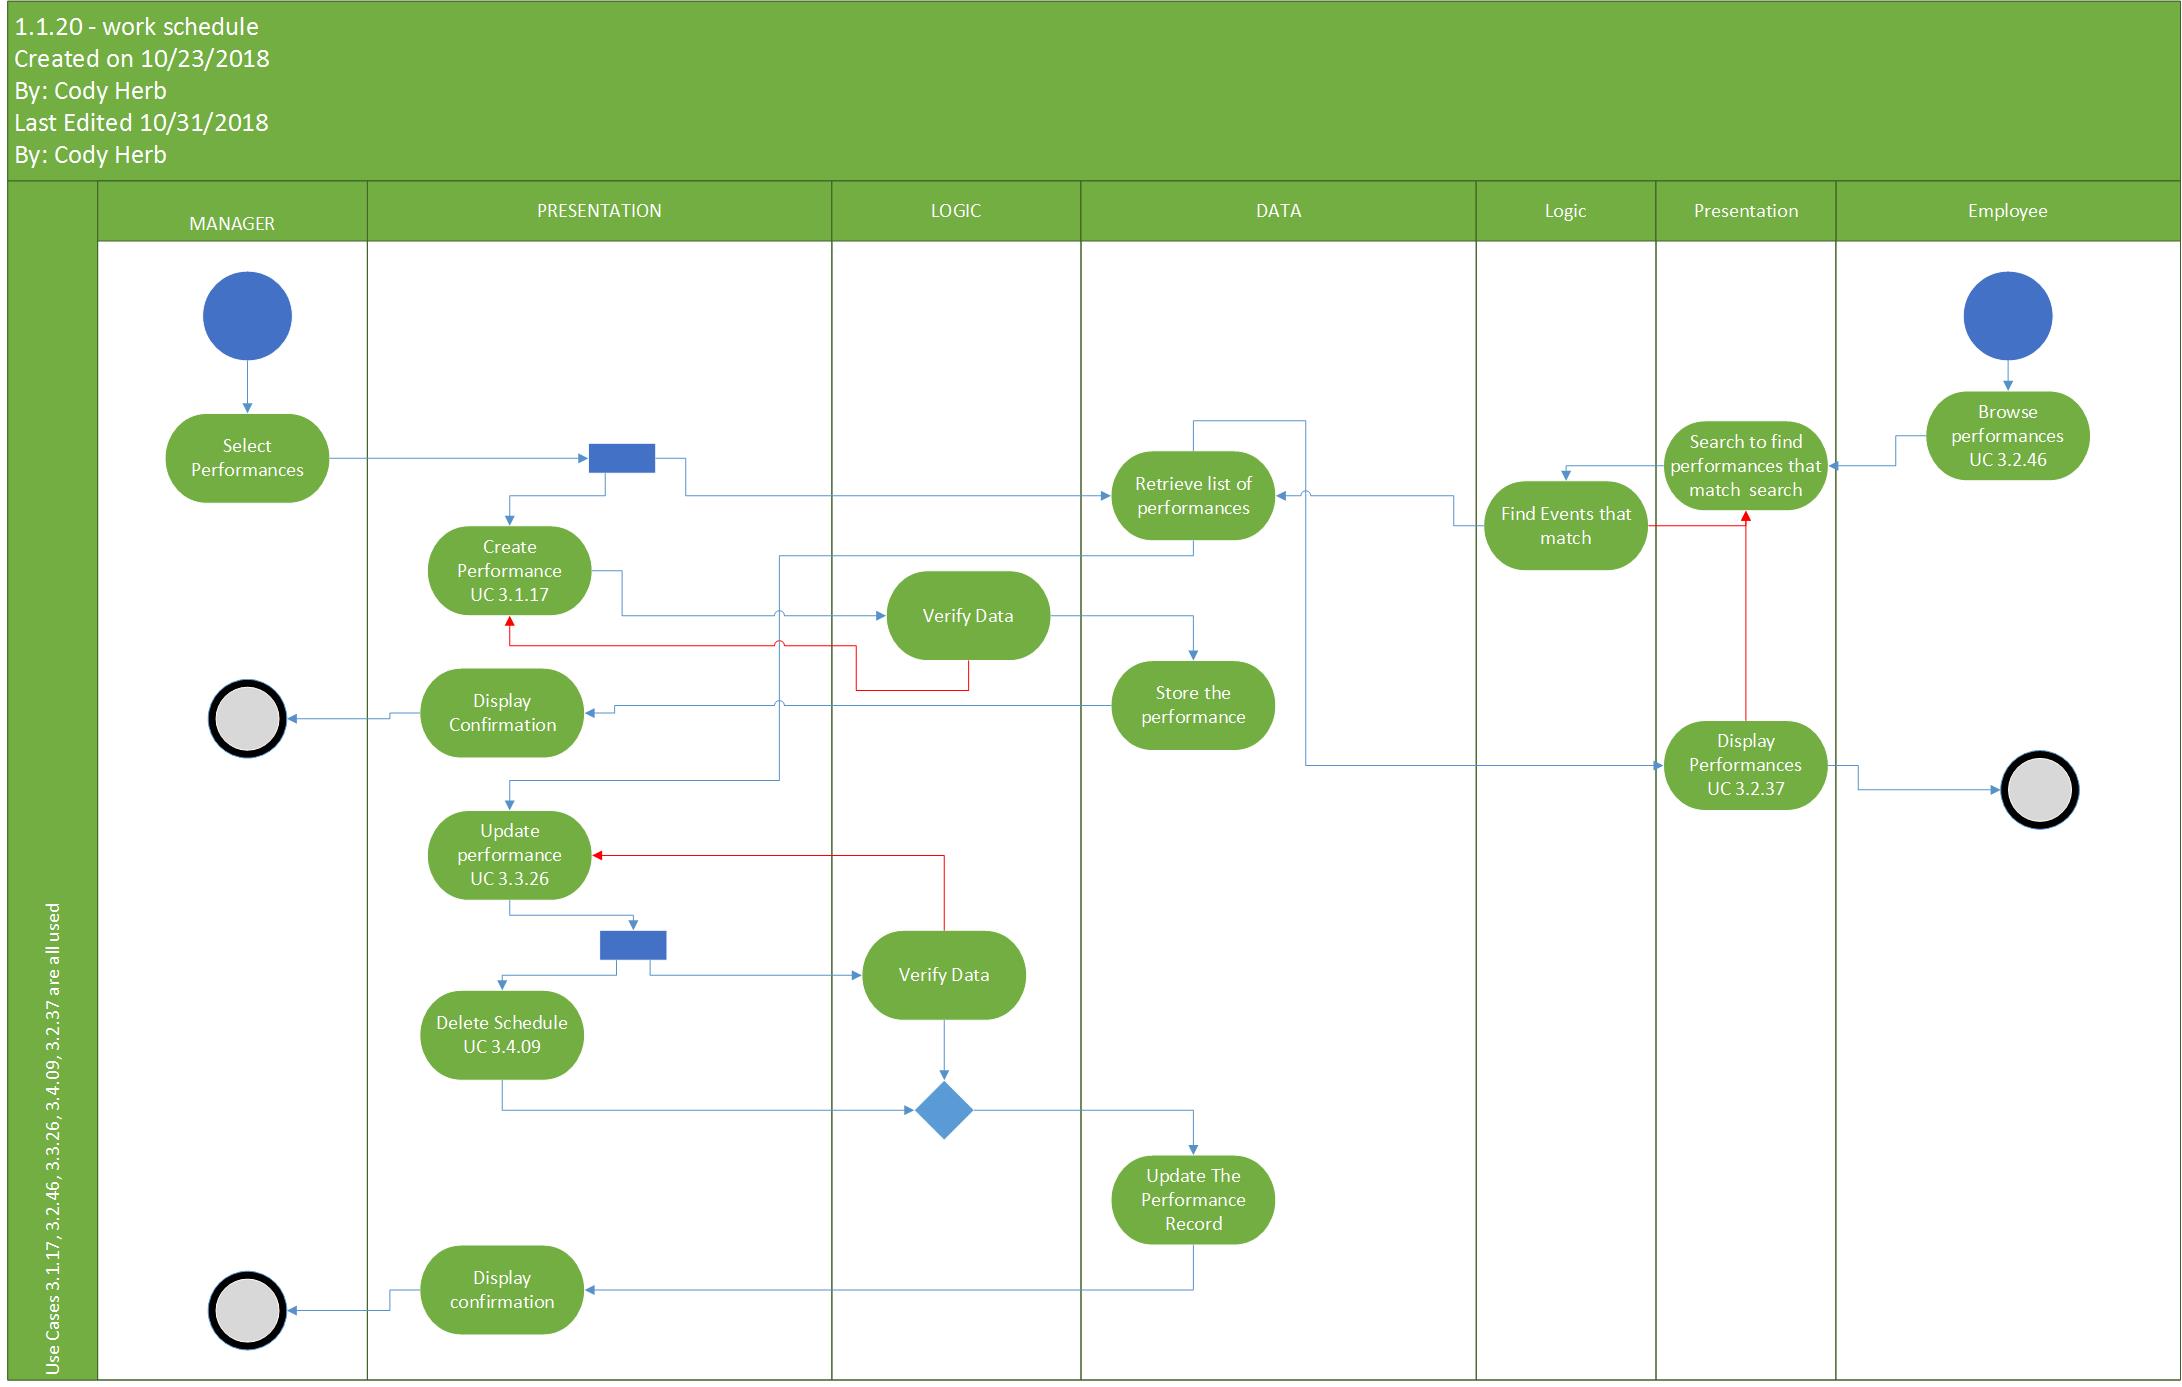 1.1.20 - work schedule
Created on 10/23/2018
By: Cody Herb
Last Edited 10/31/2018
By: Cody Herb
MANAGER
PRESENTATION
LOGIC
DATA
Logic
Presentation
Employee
Select
Performances
Create
Performance
UC 3.1.17
Verify Data
Retrieve list of
performances
Find Events that
match
Search to find
performances that
match  search
Browse
performances
UC 3.2.46
Display
Confirmation
Store the
performance
Display
Performances
UC 3.2.37
Update
performance
UC 3.3.26
Verify Data
Delete Schedule
UC 3.4.09
Update The
Performance
Record
Display
confirmation
Use Cases 3.1.17, 3.2.46, 3.3.26, 3.4.09, 3.2.37 are all used